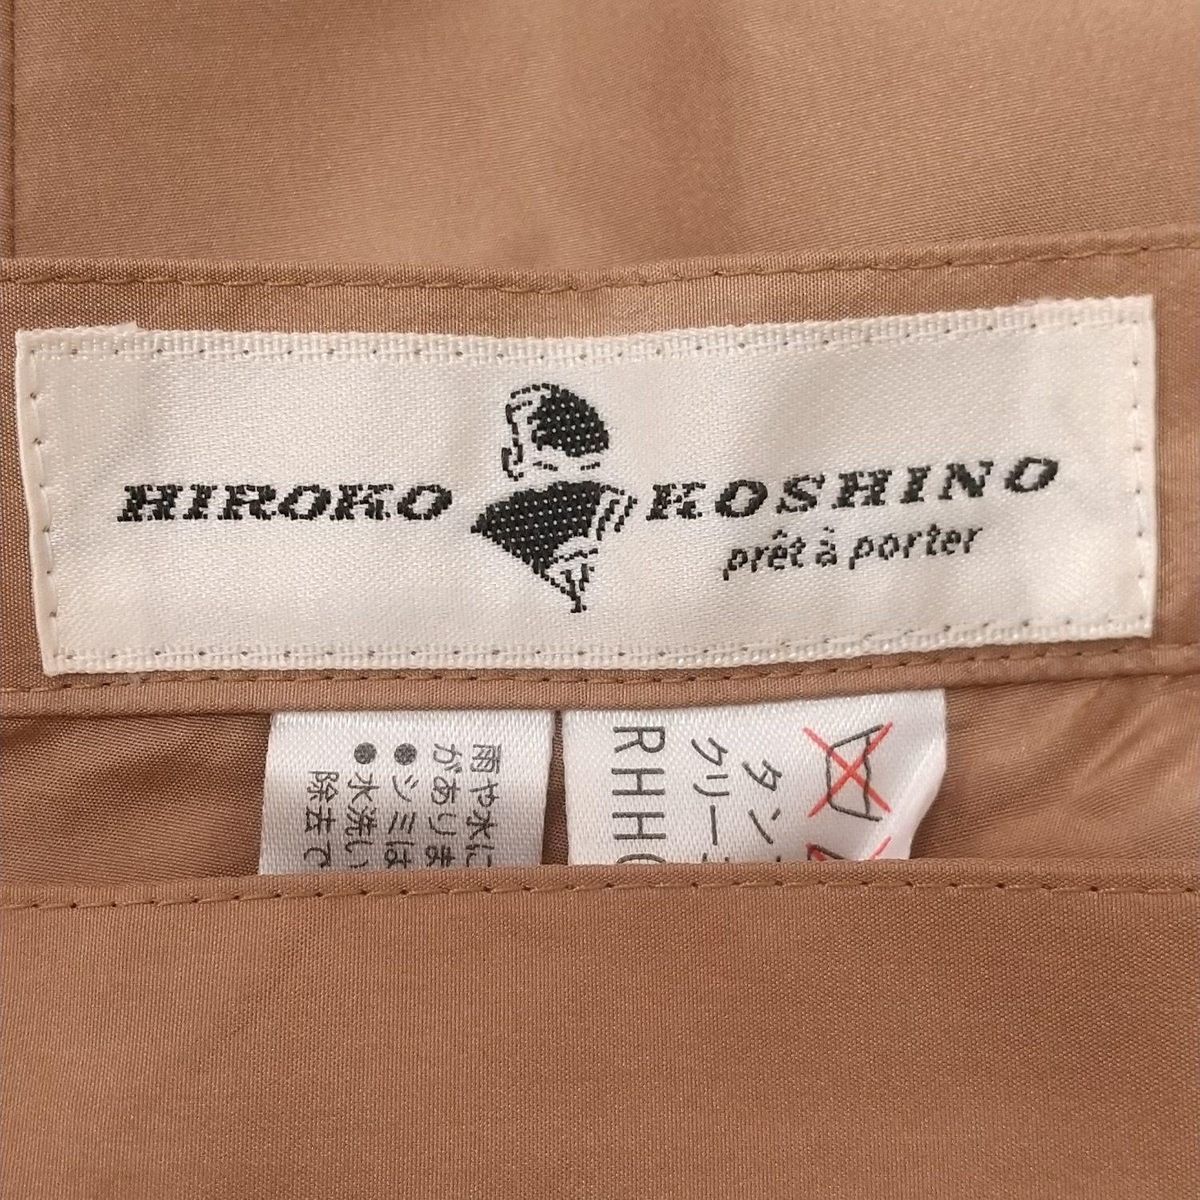 HIROKO KOSHINO
prêt à porter
雨や水に
がありま
●シミは
●水洗い
除去で
タン
クリー
RHH